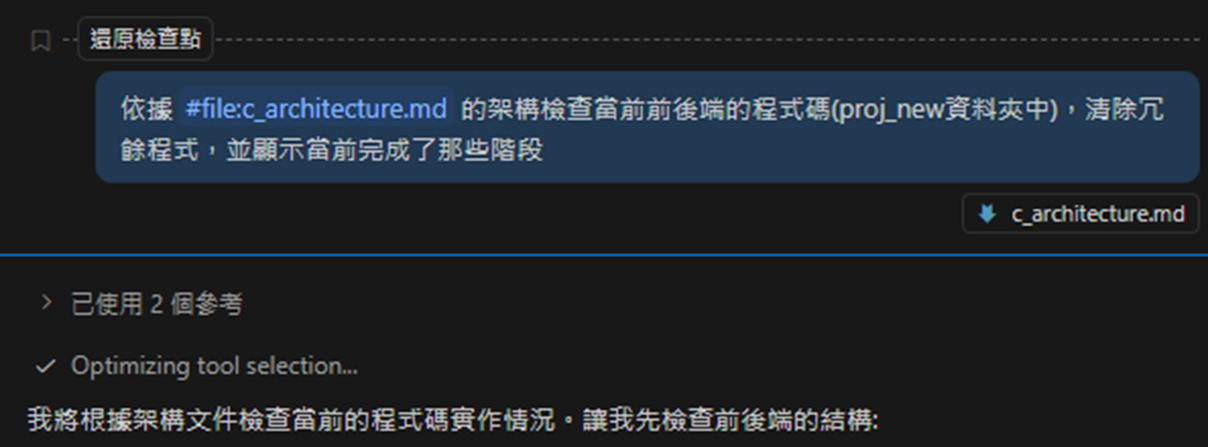 還原檢查點
依據 #file:c_architecture.md 的架構檢查當前前後端的程式碼(proj_new資料夾中)，清除冗
餘程式，並顯示當前完成了那些階段
c_architecture.md
已使用 2 個參考
Optimizing tool selection...
我將根據架構文件檢查當前的程式碼實作情況。讓我先檢查前後端的結構: